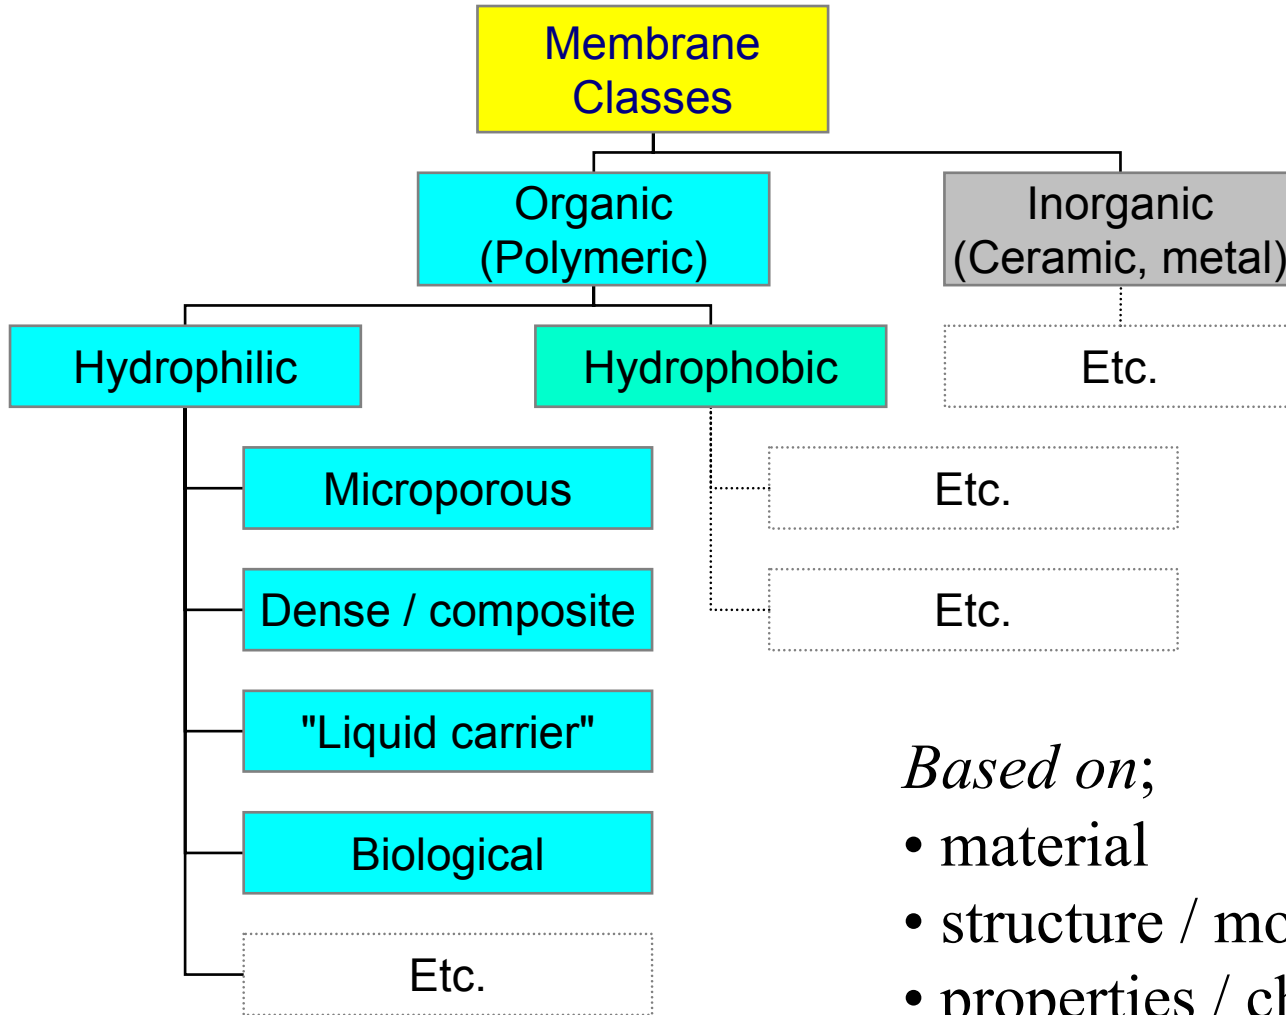 Membrane
Classes
Organic
(Polymeric)
Inorganic
(Ceramic, metal)
Hydrophilic
Hydrophobic
Etc.
Microporous
Etc.
Dense / composite
Etc.
"Liquid carrier"
Biological
Etc.
Based on;
• material
• structure /
• properties /